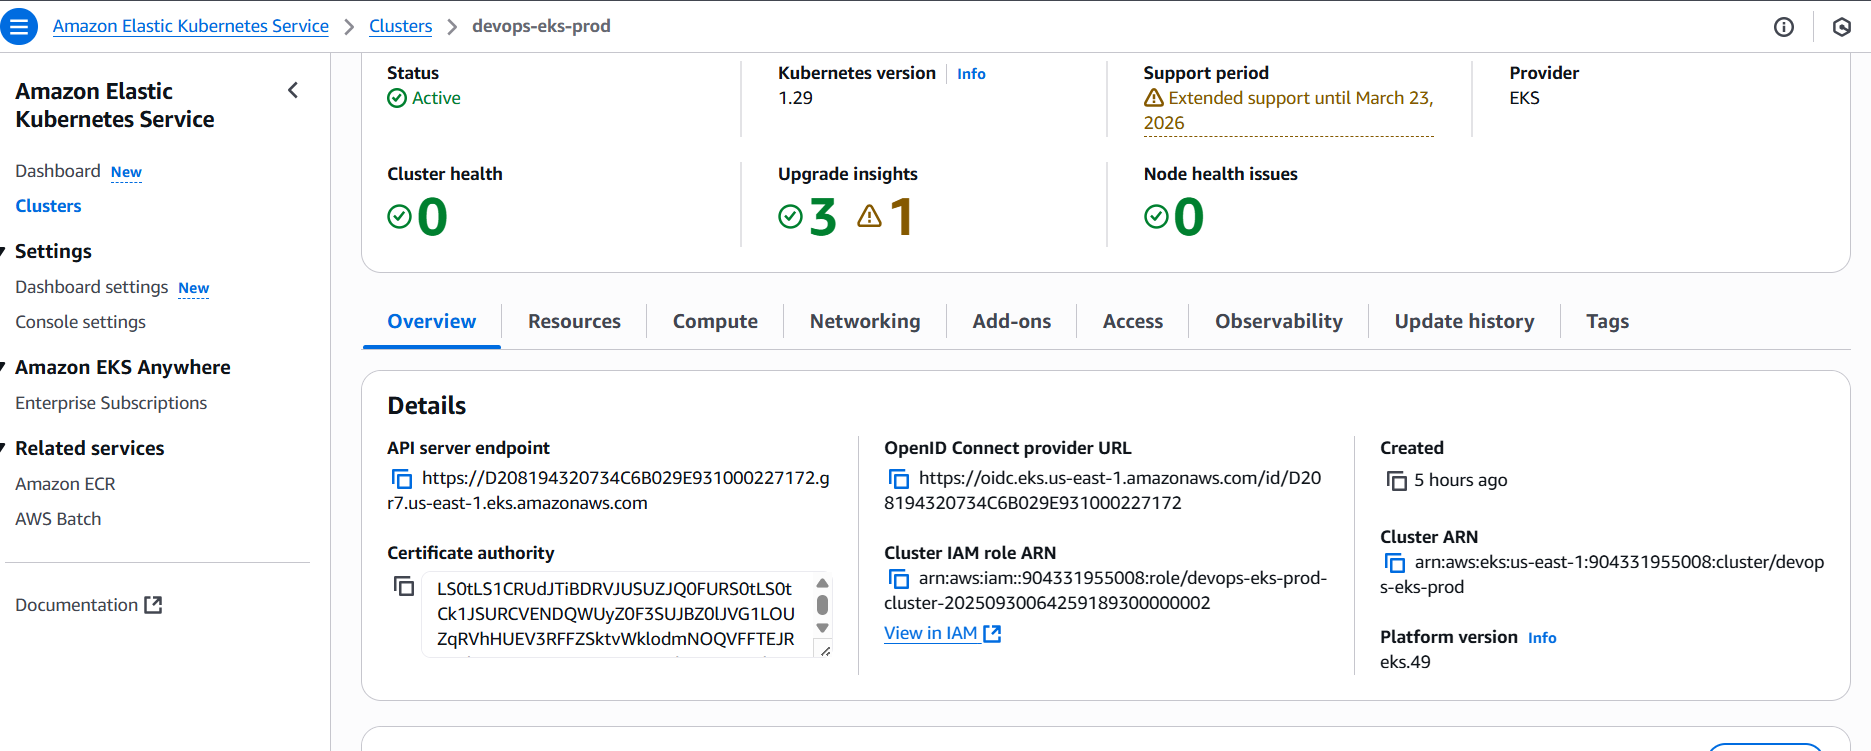 Amazon Elastic Kubernetes Service > Clusters > devops-eks-prod
Amazon Elastic
Kubernetes Service
Dashboard New
Clusters
Settings
Dashboard settings New
Console settings
Amazon EKS Anywhere
Enterprise Subscriptions
Related services
Amazon ECR
AWS Batch
Documentation
Status
Active
Kubernetes version Info
1.29
Support period
Extended support until March 23,
2026
Provider
EKS
Cluster health
0
Upgrade insights
3 1
Node health issues
0
Overview Resources Compute Networking Add-ons Access Observability Update history Tags
Details
API server endpoint
https://D208194320734C6B029E931000227172.g
r7.us-east-1.eks.amazonaws.com
Certificate authority
LS0tLS1CRUdJTiBDRVJUSUZJQ0FURS0tLS0t
Ck1JSURCVENDQWUyZ0F3SUJBZ0lJVG1LOU
ZqRVhHUEV3RFFZSktvWklodmNOQVFFTEJR
OpenID Connect provider URL
https://oidc.eks.us-east-1.amazonaws.com/id/D20
8194320734C6B029E931000227172
Cluster IAM role ARN
arn:aws:iam::904331955008:role/devops-eks-prod-
cluster-20250930064259189300000002
View in IAM
Created
5 hours ago
Cluster ARN
arn:aws:eks:us-east-1:904331955008:cluster/devop
s-eks-prod
Platform version Info
eks.49